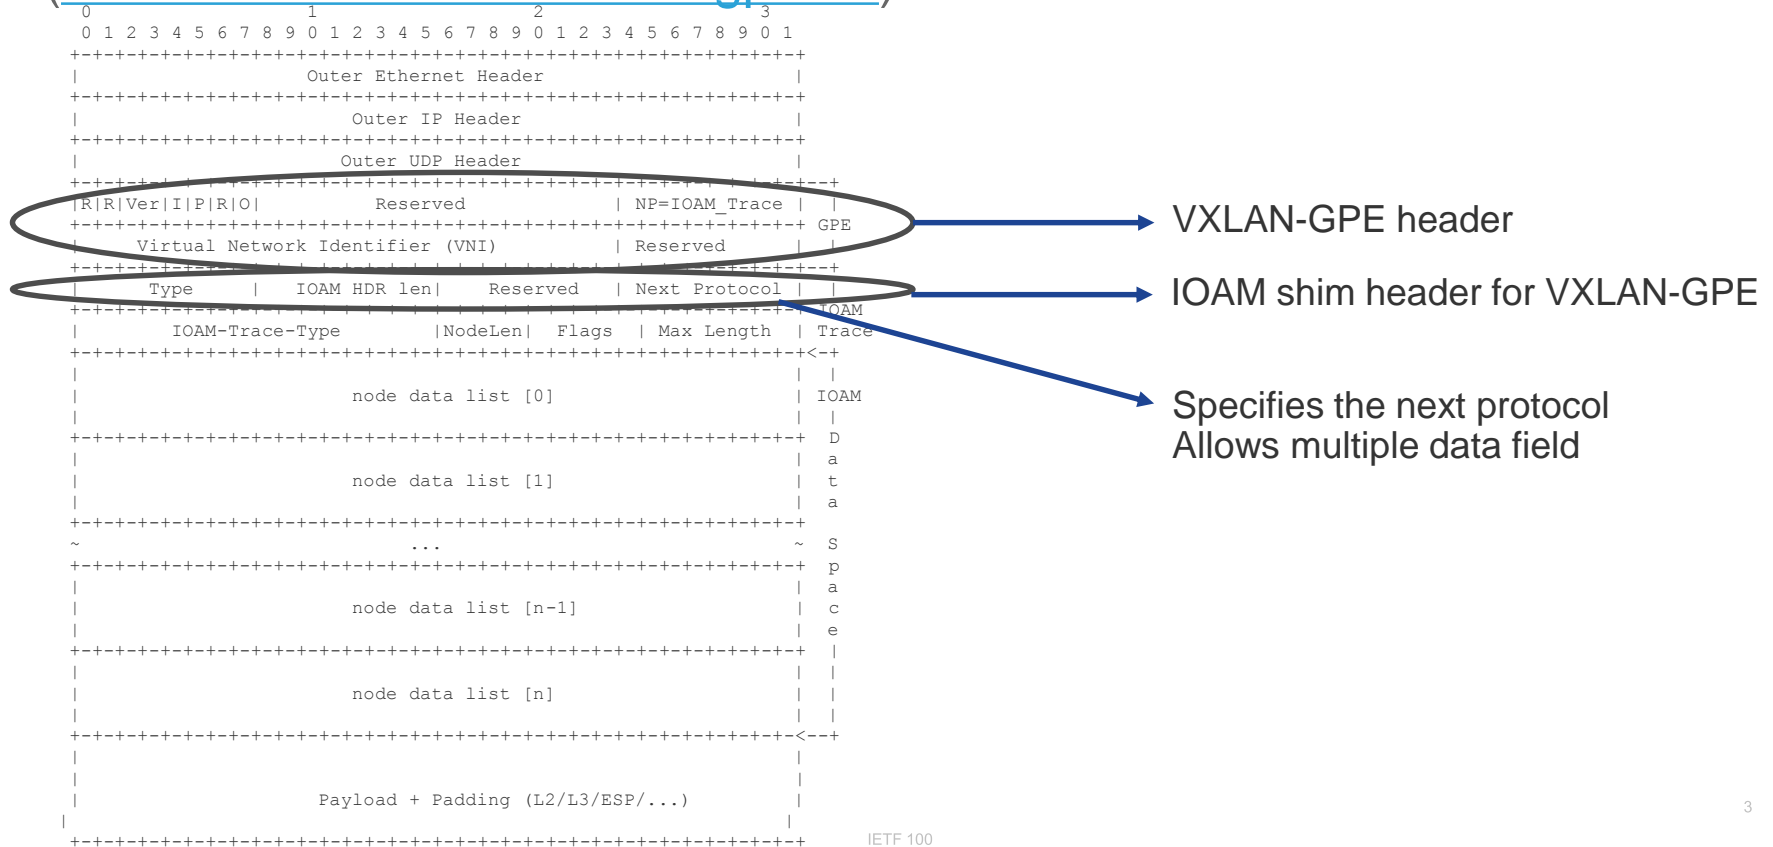 0                   1                   2                   3
0 1 2 3 4 5 6 7 8 9 0 1 2 3 4 5 6 7 8 9 0 1 2 3 4 5 6 7 8 9 0 1
+-+-+-+-+-+-+-+-+-+-+-+-+-+-+-+-+-+-+-+-+-+-+-+-+-+-+-+-+-+-+-+-+
| Outer Ethernet Header |
+-+-+-+-+-+-+-+-+-+-+-+-+-+-+-+-+-+-+-+-+-+-+-+-+-+-+-+-+-+-+-+-+
| Outer IP Header |
+-+-+-+-+-+-+-+-+-+-+-+-+-+-+-+-+-+-+-+-+-+-+-+-+-+-+-+-+-+-+-+-+
| Outer UDP Header |
+-+-+-+-+-+-+-+-+-+-+-+-+-+-+-+-+-+-+-+-+-+-+-+-+-+-+-+-+-+-+-+-+--+
|R|R|Ver|I|P|R|O| Reserved | NP=IOAM_Trace | |
+-+-+-+-+-+-+-+-+-+-+-+-+-+-+-+-+-+-+-+-+-+-+-+-+-+-+-+-+-+-+-+-+ GPE
VXLAN-GPE header
| Virtual Network Identifier (VNI) | Reserved | |
+-+-+-+-+-+-+-+-+-+-+-+-+-+-+-+-+-+-+-+-+-+-+-+-+-+-+-+-+-+-+-+-+--+
| Type | IOAM HDR len| Reserved | Next Protocol | |
IOAM shim header for VXLAN-GPE
+-+-+-+-+-+-+-+-+-+-+-+-+-+-+-+-+-+-+-+-+-+-+-+-+-+-+-+-+-+-+-+-+ IOAM
| IOAM-Trace-Type |NodeLen| Flags | Max Length | Trace
+-+-+-+-+-+-+-+-+-+-+-+-+-+-+-+-+-+-+-+-+-+-+-+-+-+-+-+-+-+-+-+-+<-+
| | |
| node data list [0] | IOAM
| | |
Specifies the next protocol
Allows multiple data field
+-+-+-+-+-+-+-+-+-+-+-+-+-+-+-+-+-+-+-+-+-+-+-+-+-+-+-+-+-+-+-+-+ D
| | a
| node data list [1] | t
| | a
+-+-+-+-+-+-+-+-+-+-+-+-+-+-+-+-+-+-+-+-+-+-+-+-+-+-+-+-+-+-+-+-+
~ ... ~ S
+-+-+-+-+-+-+-+-+-+-+-+-+-+-+-+-+-+-+-+-+-+-+-+-+-+-+-+-+-+-+-+-+ p
| | a
| node data list [n-1] | c
| | e
+-+-+-+-+-+-+-+-+-+-+-+-+-+-+-+-+-+-+-+-+-+-+-+-+-+-+-+-+-+-+-+-+ |
| | |
| node data list [n] | |
| | |
+-+-+-+-+-+-+-+-+-+-+-+-+-+-+-+-+-+-+-+-+-+-+-+-+-+-+-+-+-+-+-+-<--+
| |
| |
| Payload + Padding (L2/L3/ESP/...) |
| |
+-+-+-+-+-+-+-+-+-+-+-+-+-+-+-+-+-+-+-+-+-+-+-+-+-+-+-+-+-+-+-+-+
IETF 100
3